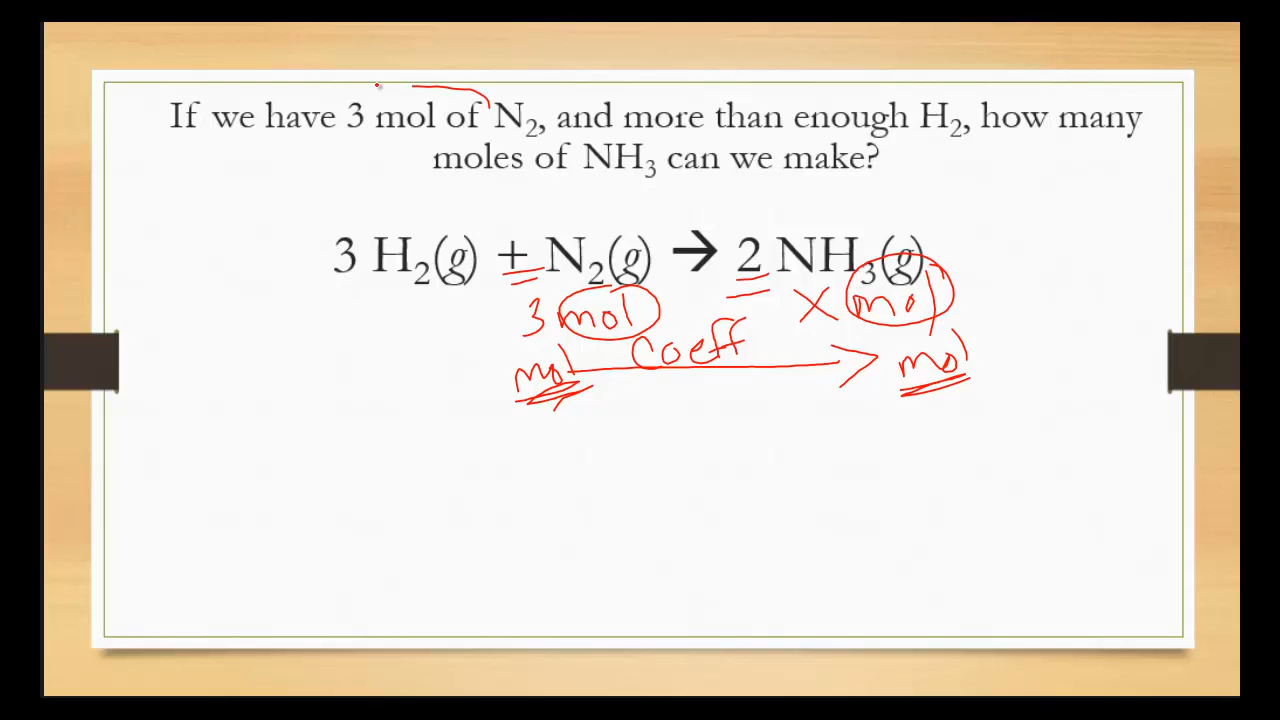 If we have 3 mol of N₂, and more than enough H₂, how many
moles of NH₃ can we make?
3 H₂(g) + N₂(g) → 2 NH₃(g)
3 mol x mol
mol coeff mol